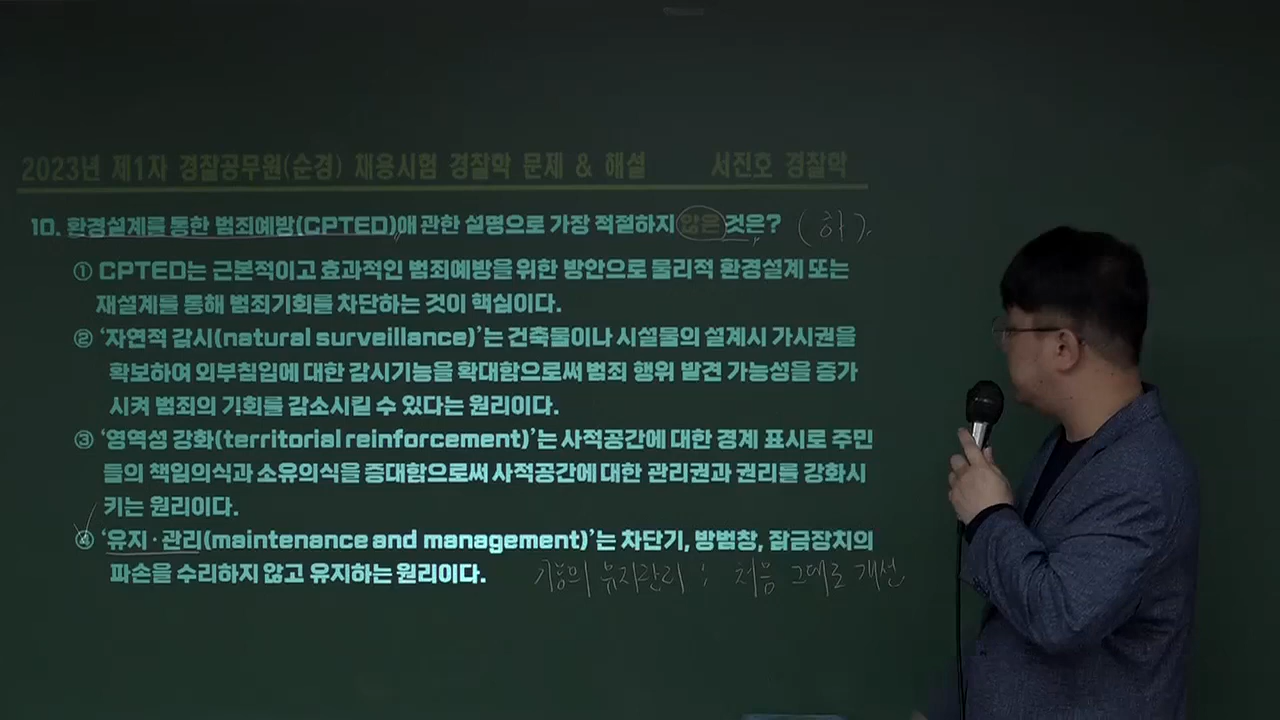 2023년 제1차 경찰공무원(순경) 채용시험 경찰학 문제 & 해설 서진호 경찰학
10. 환경설계를 통한 범죄예방(CPTED)애 관한 설명으로 가장 적절하지 않은 것은? (하).
① CPTED는 근본적이고 효과적인 범죄예방을 위한 방안으로 물리적 환경설계 또는
재설계를 통해 범죄기회를 차단하는 것이 핵심이다.
② ‘자연적 감시(natural surveillance)’는 건축물이나 시설물의 설계시 가시권을
확보하여 외부침입에 대한 감시기능을 확대함으로써 범죄 행위 발견 가능성을 증가
시켜 범죄의 기회를 감소시킬 수 있다는 원리이다.
③ ‘영역성 강화(territorial reinforcement)’는 사적공간에 대한 경계 표시로 주민
들의 책임의식과 소유의식을 증대함으로써 사적공간에 대한 관리권과 권리를 강화시
키는 원리이다.
④ ‘유지·관리(maintenance and management)’는 차단기, 방범창, 잠금장치의
파손을 수리하지 않고 유지하는 원리이다. 기능의 유지관리 : 처음 그대로 개선